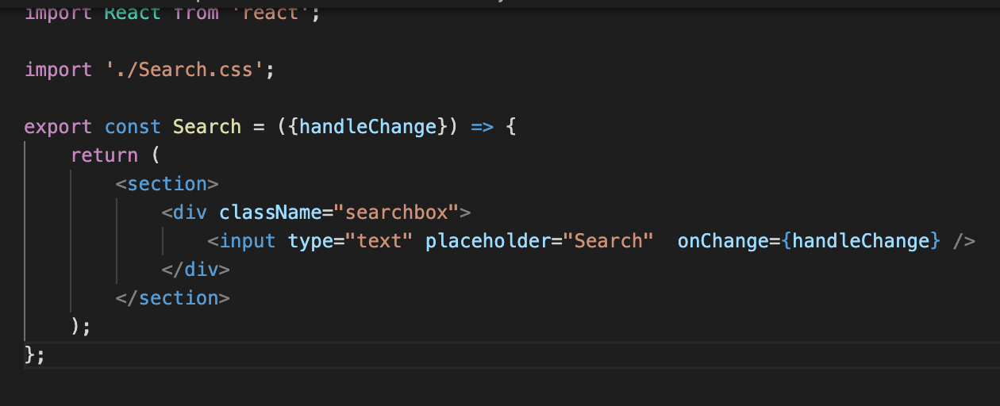 import React from 'react';
import './Search.css';
export const Search = ({handleChange}) => {
    return (
        <section>
            <div className="searchbox">
                <input type="text" placeholder="Search"  onChange={handleChange} />
            </div>
        </section>
    );
};